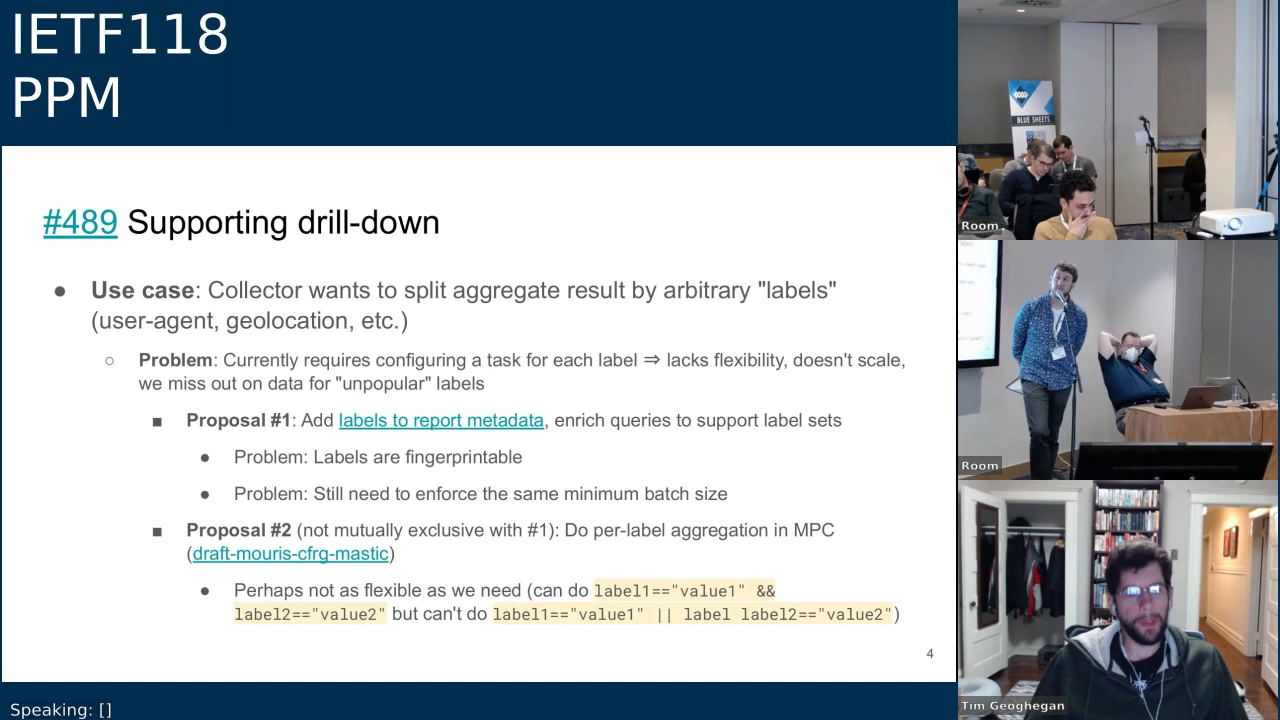 IETF118
PPM
#489 Supporting drill-down
● Use case: Collector wants to split aggregate result by arbitrary "labels"
(user-agent, geolocation, etc.)
○ Problem: Currently requires configuring a task for each label ⇒ lacks flexibility, doesn't scale,
we miss out on data for "unpopular" labels
■ Proposal #1: Add labels to report metadata, enrich queries to support label sets
● Problem: Labels are fingerprintable
● Problem: Still need to enforce the same minimum batch size
■ Proposal #2 (not mutually exclusive with #1): Do per-label aggregation in MPC
(draft-mouris-cfrg-mastic)
● Perhaps not as flexible as we need (can do label1=="value1" &&
label2=="value2" but can't do label1=="value1" || label label2=="value2")
4
Speaking: []
BLUE SHEETS
Room
Room
Tim Geoghegan